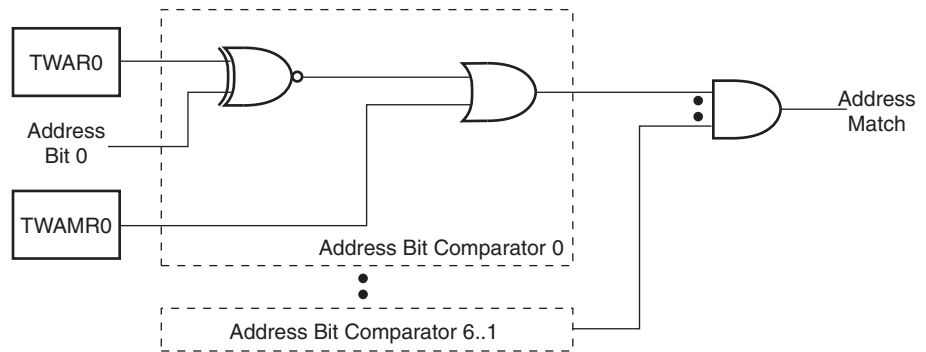 TWAR0
Address
Bit 0
TWAMR0
Address Bit Comparator 0
Address Bit Comparator 6..1
Address
Match